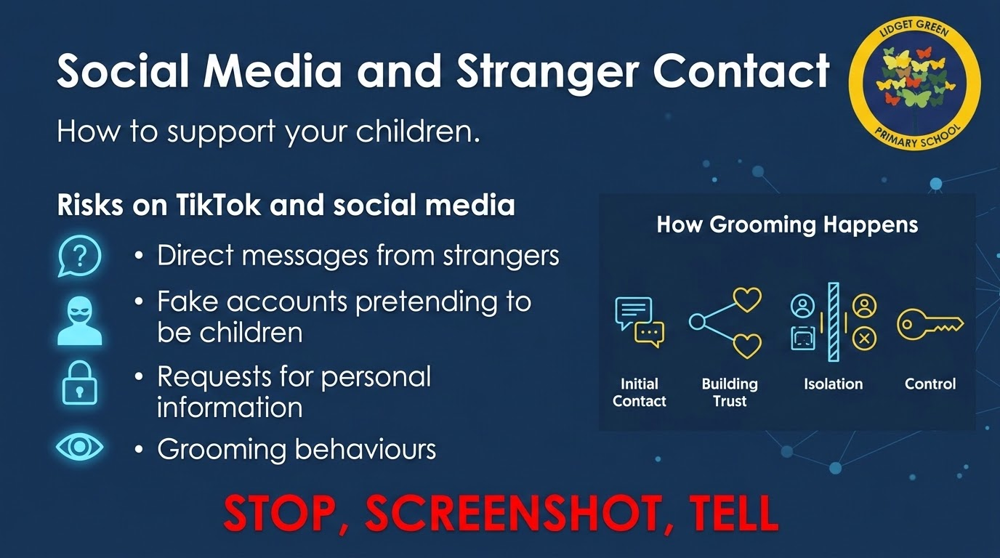 LIDGET GREEN
PRIMARY SCHOOL
Social Media and Stranger Contact
How to support your children.
Risks on TikTok and social media
?
• Direct messages from strangers
• Fake accounts pretending to
be children
• Requests for personal
information
• Grooming behaviours
How Grooming Happens
Initial
Contact
Building
Trust
Isolation
Control
STOP, SCREENSHOT, TELL